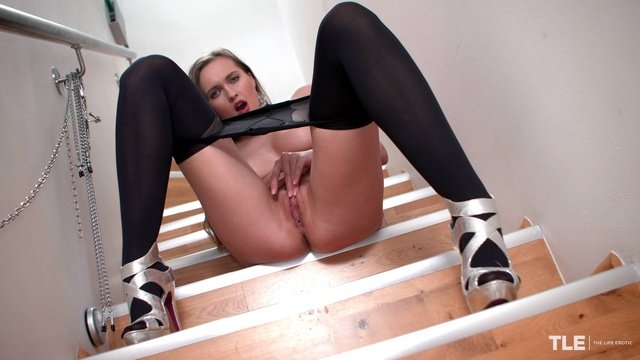 TLE | THE LIFE EROTIC